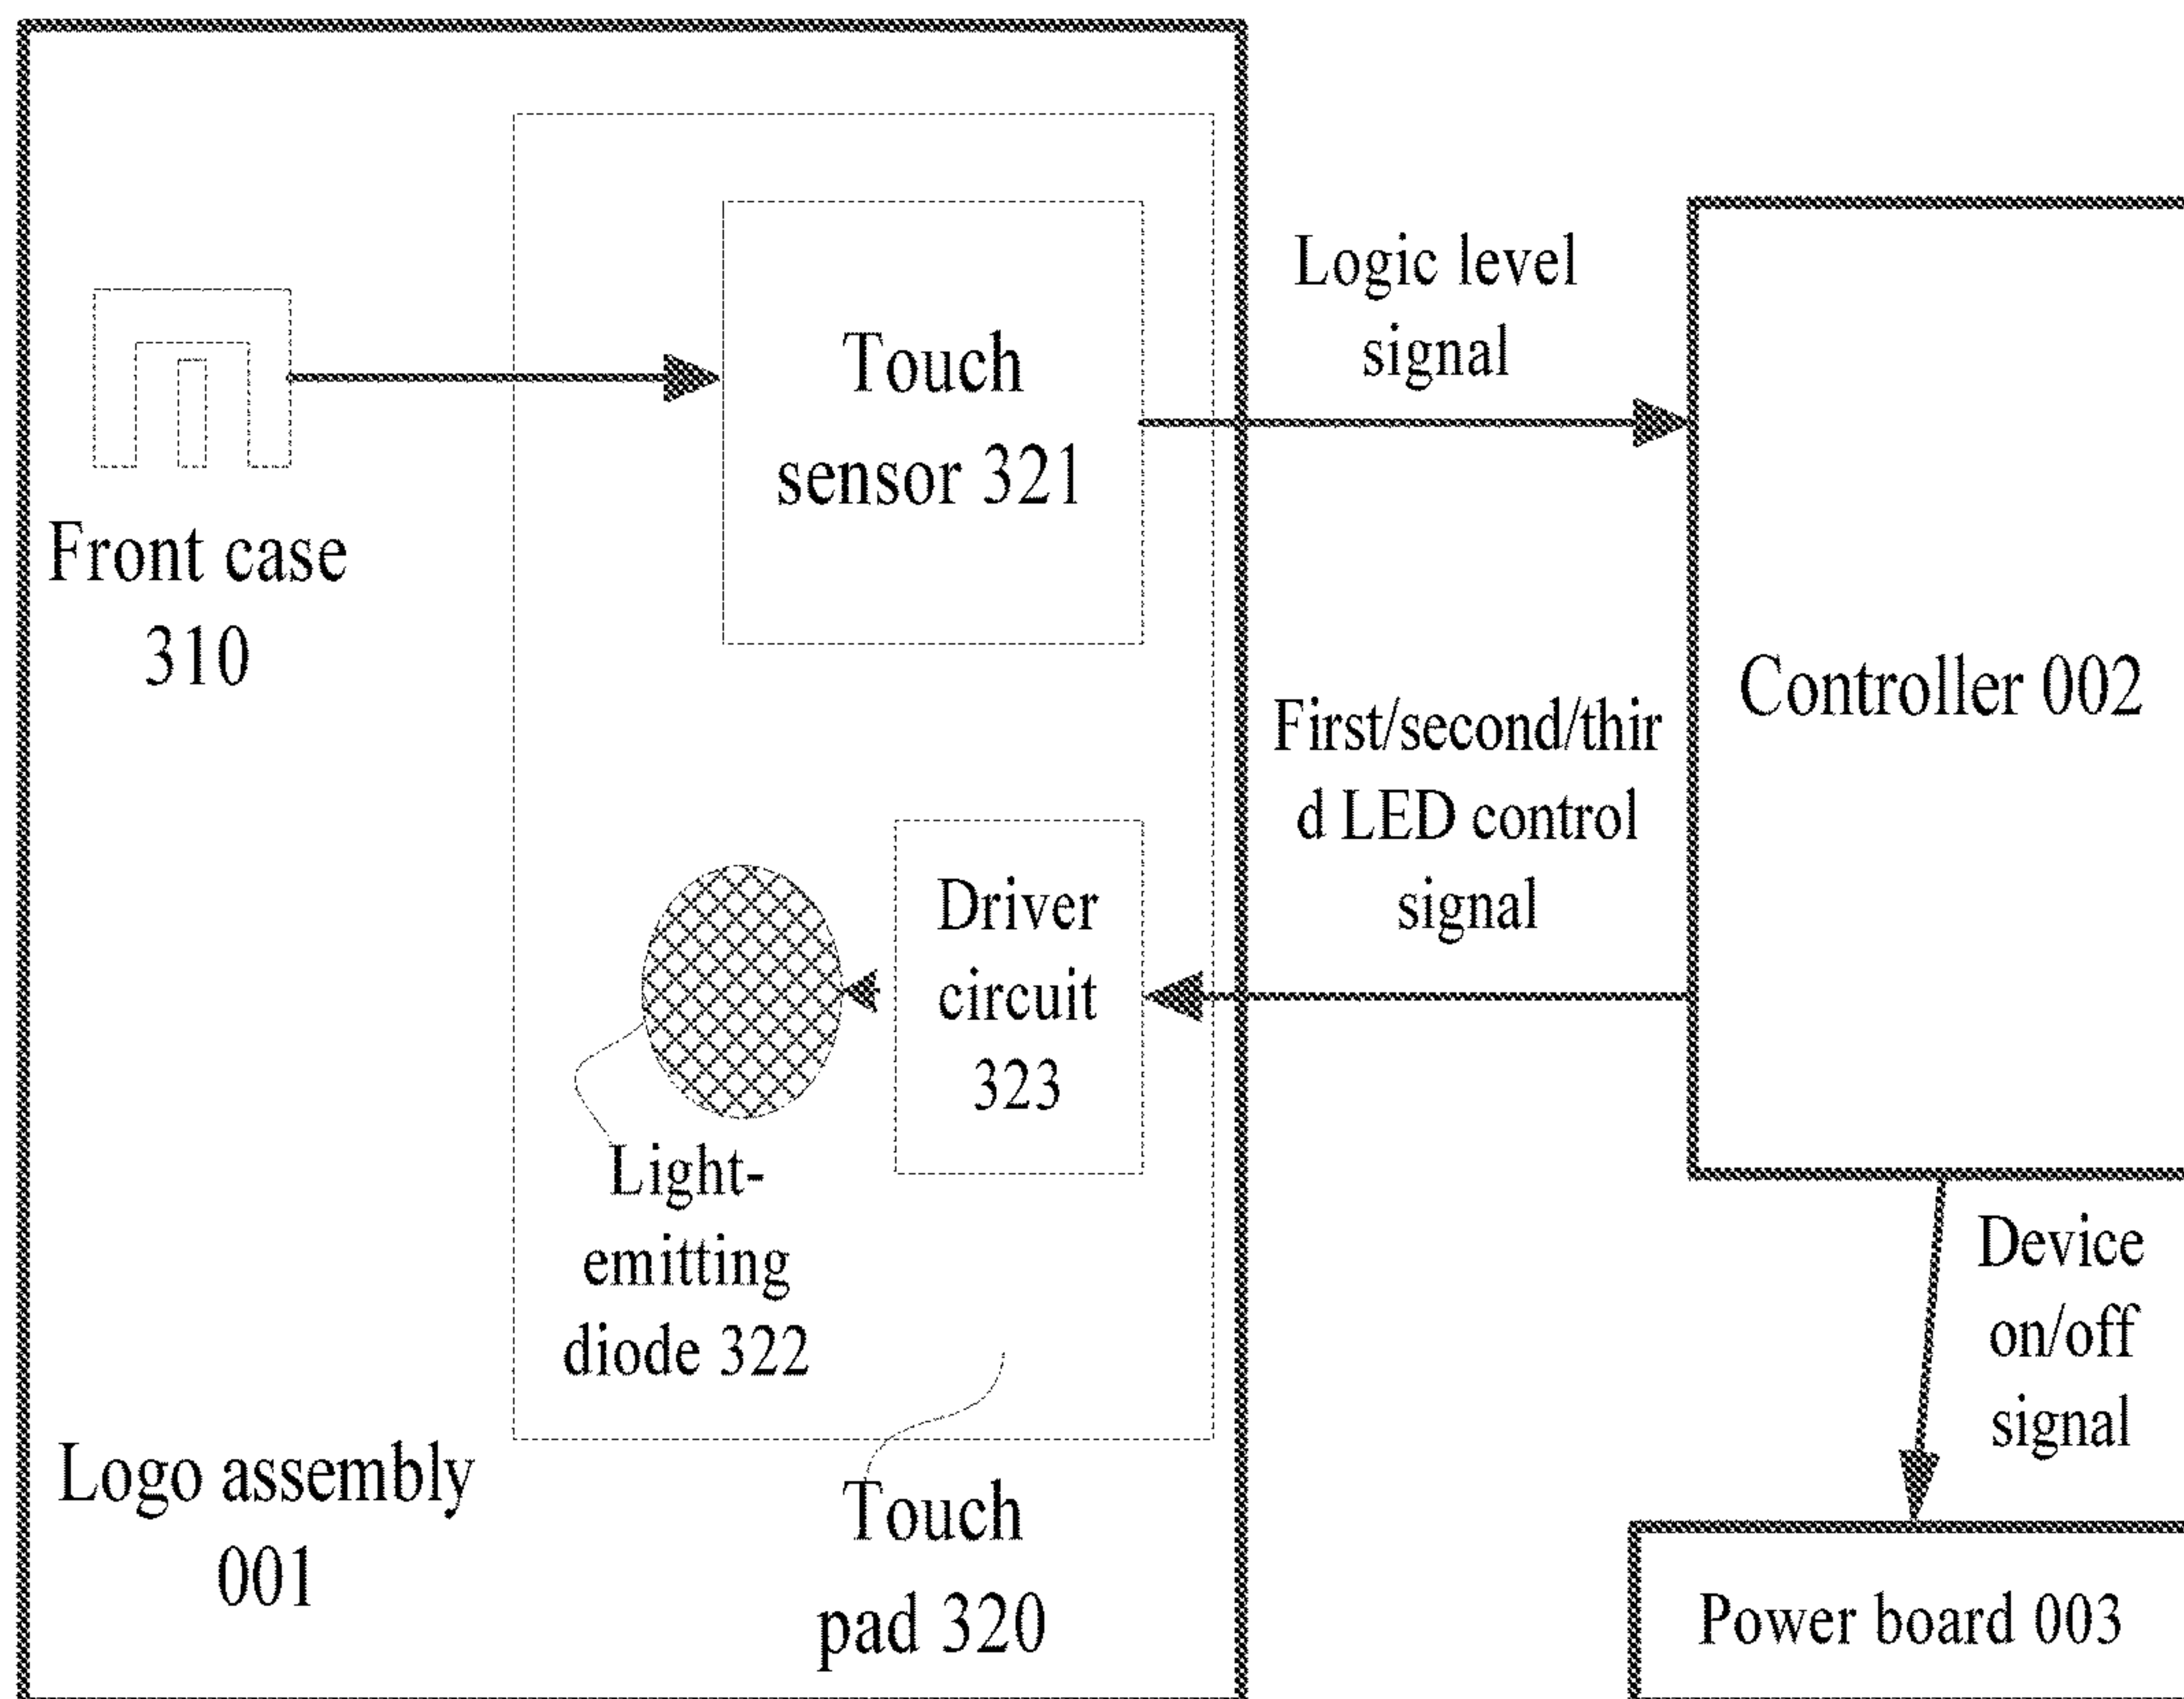 Touch
sensor 321
Front case
310
Logic level
signal
Controller 002
First/second/thir
d LED control
signal
Driver
circuit
323
Light-
emitting
diode 322
Device
on/off
signal
Logo assembly
001
Touch
pad 320
Power board 003